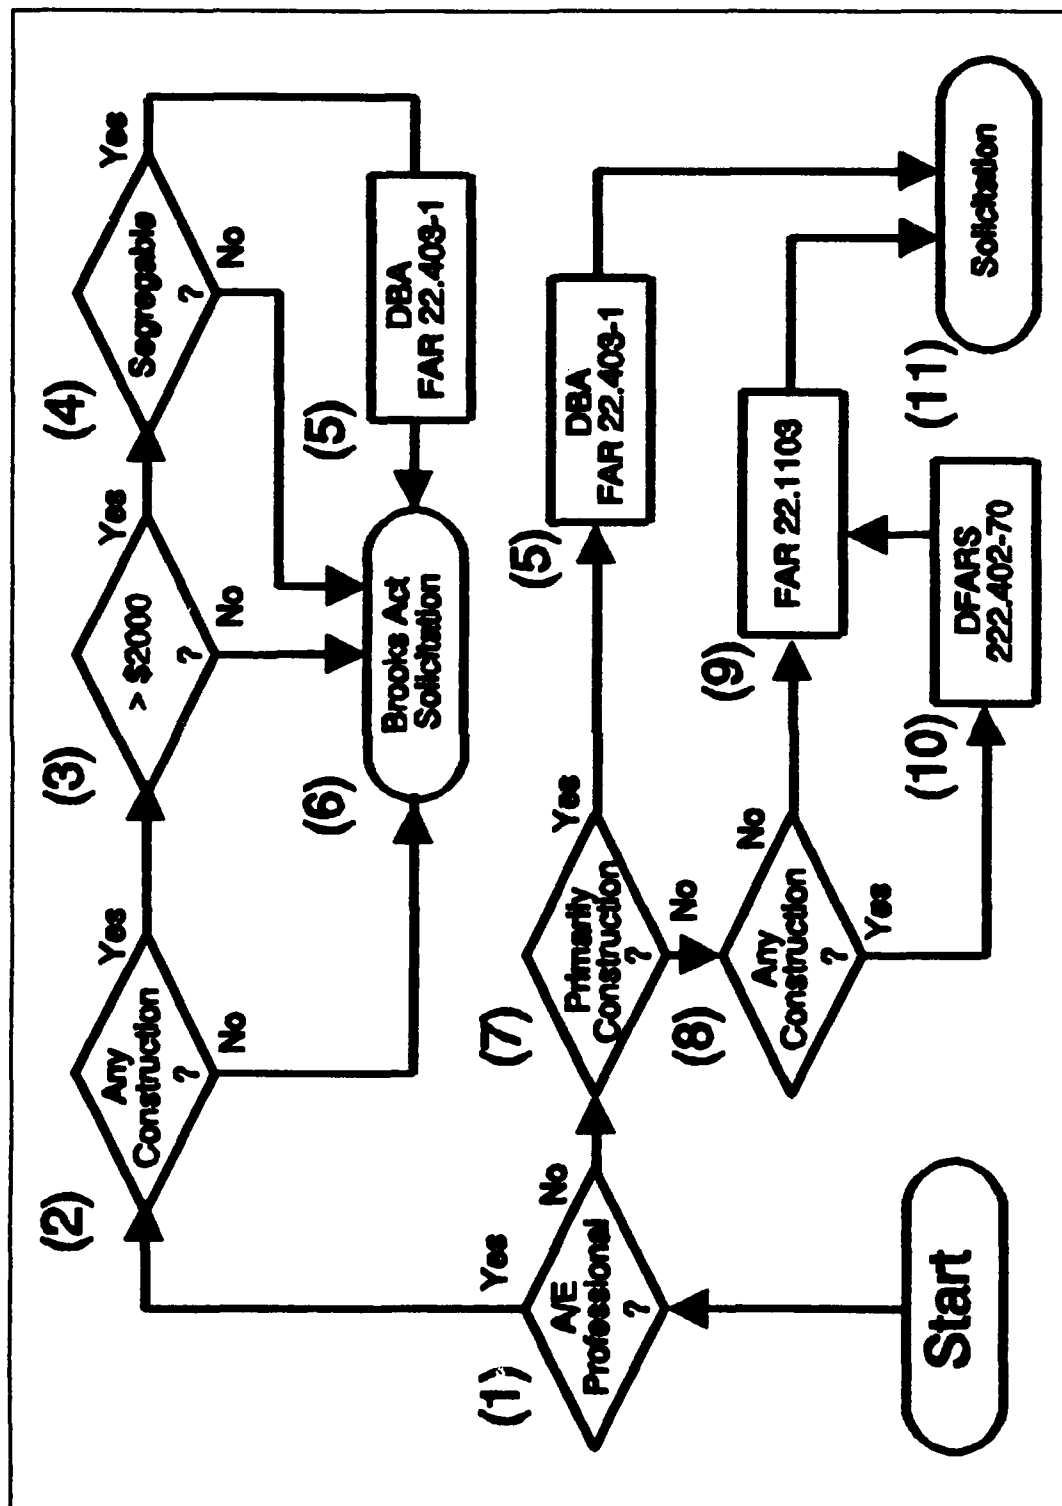 (2)
Any
Construction
?
Yes
No
(3)
> $2000
?
Yes
No
(4)
Segregable
?
Yes
No
(6)
Brooks Act
Solicitation
(5)
DBA
FAR 22.403-1
(1)
A/E
Professional
?
Yes
No
(7)
Primarily
Construction
?
Yes
No
(5)
DBA
FAR 22.403-1
(8)
Any
Construction
?
No
Yes
(9)
FAR 22.1103
(10)
DFARS
222.402-70
(11)
Solicitation
Start